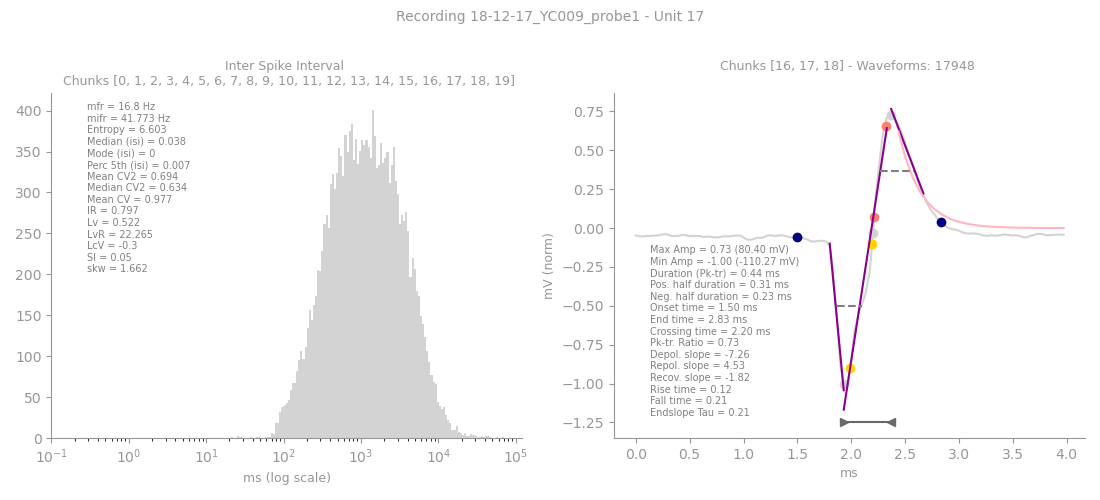 Recording 18-12-17_YC009_probe1 - Unit 17
Inter Spike Interval
Chunks [0, 1, 2, 3, 4, 5, 6, 7, 8, 9, 10, 11, 12, 13, 14, 15, 16, 17, 18, 19]
400
350
300
250
200
150
100
50
0
mfr = 16.8 Hz
mifr = 41.773 Hz
Entropy = 6.603
Median (isi) = 0.038
Mode (isi) = 0
Perc 5th (isi) = 0.007
Mean CV2 = 0.694
Median CV2 = 0.634
Mean CV = 0.977
IR = 0.797
Lv = 0.522
LvR = 22.265
LcV = -0.3
SI = 0.05
skw = 1.662
10⁻¹ 10⁰ 10¹ 10² 10³ 10⁴ 10⁵
ms (log scale)
Chunks [16, 17, 18] - Waveforms: 17948
mV (norm)
0.75
0.50
0.25
0.00
−0.25
−0.50
−0.75
−1.00
−1.25
Max Amp = 0.73 (80.40 mV)
Min Amp = -1.00 (-110.27 mV)
Duration (Pk-tr) = 0.44 ms
Pos. half duration = 0.31 ms
Neg. half duration = 0.23 ms
Onset time = 1.50 ms
End time = 2.83 ms
Crossing time = 2.20 ms
Pk-tr. Ratio = 0.73
Depol. slope = -7.26
Repol. slope = 4.53
Recov. slope = -1.82
Rise time = 0.12
Fall time = 0.21
Endslope Tau = 0.21
0.0 0.5 1.0 1.5 2.0 2.5 3.0 3.5 4.0
ms